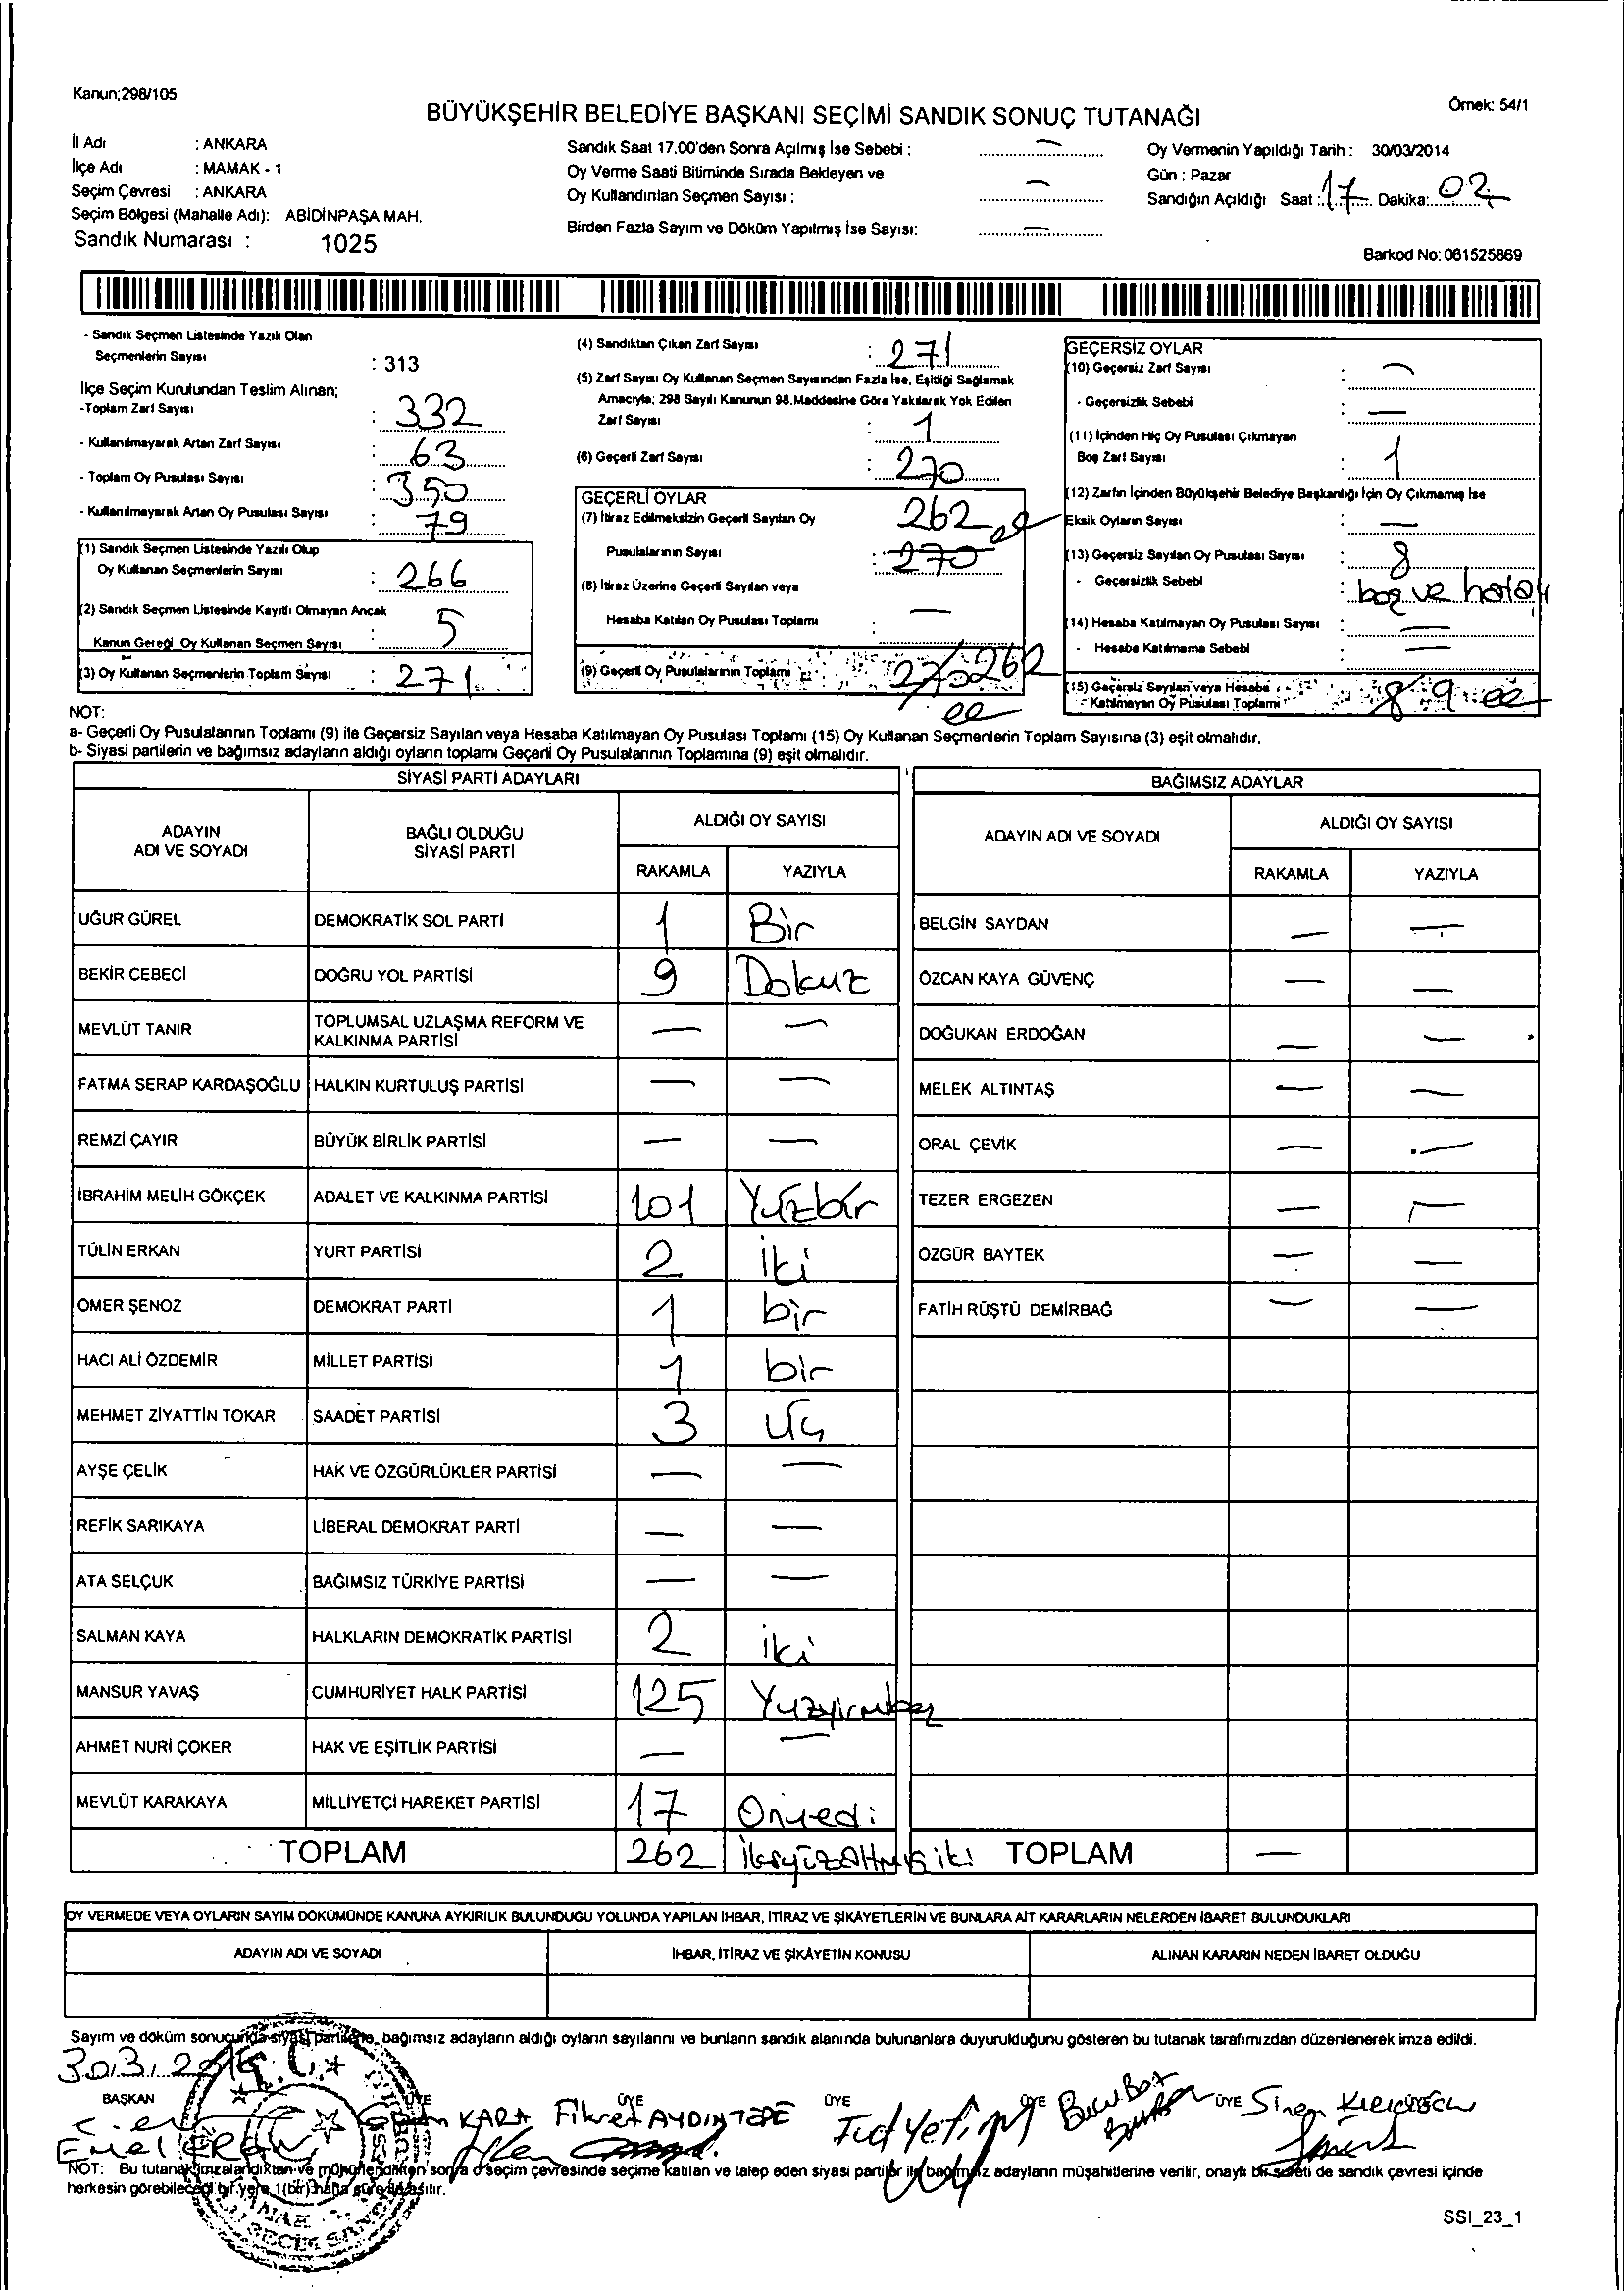 Kanun;298/105
Örnek: 54/1
BÜYÜKŞEHİR BELEDİYE BAŞKANI SEÇİMİ SANDIK SONUÇ TUTANAĞI
İl Adı : ANKARA
İlçe Adı : MAMAK - 1
Seçim Çevresi : ANKARA
Seçim Bölgesi (Mahalle Adı): ABİDİNPAŞA MAH.
Sandık Numarası : 1025
Sandık Saat 17.00'den Sonra Açılmış İse Sebebi : —
Oy Verme Saati Bitiminde Sırada Bekleyen ve
Oy Kullandırılan Seçmen Sayısı : —
Birden Fazla Sayım ve Döküm Yapılmış İse Sayısı: —
Oy Vermenin Yapıldığı Tarih : 30/03/2014
Gün : Pazar
Sandığın Açıldığı Saat : 17 Dakika: 02
Barkod No: 061525869
- Sandık Seçmen Listesinde Yazılı Olan
Seçmenlerin Sayısı : 313
İlçe Seçim Kurulundan Teslim Alınan;
-Toplam Zarf Sayısı : 332
- Kullanılmayarak Artan Zarf Sayısı : 63
- Toplam Oy Pusulası Sayısı : 350
- Kullanılmayarak Artan Oy Pusulası Sayısı : 79
(1) Sandık Seçmen Listesinde Yazılı Olup
Oy Kullanan Seçmenlerin Sayısı : 266
(2) Sandık Seçmen Listesinde Kayıtlı Olmayan Ancak
Kanun Gereği Oy Kullanan Seçmen Sayısı : 5
(3) Oy Kullanan Seçmenlerin Toplam Sayısı : 271
(4) Sandıktan Çıkan Zarf Sayısı : 271
(5) Zarf Sayısı Oy Kullanan Seçmen Sayısından Fazla İse, Eşitliği Sağlamak
Amacıyla; 298 Sayılı Kanunun 98.Maddesine Göre Yakılarak Yok Edilen
Zarf Sayısı : 1
(6) Geçerli Zarf Sayısı : 270
GEÇERLİ OYLAR
(7) İtiraz Edilmeksizin Geçerli Sayılan Oy 262 ee
Pusulalarının Sayısı : 270
(8) İtiraz Üzerine Geçerli Sayılan veya
Hesaba Katılan Oy Pusulası Toplamı : —
(9) Geçerli Oy Pusulalarının Toplamı : 270 262
ee
GEÇERSİZ OYLAR
(10) Geçersiz Zarf Sayısı : —
- Geçersizlik Sebebi : —
(11) İçinden Hiç Oy Pusulası Çıkmayan
Boş Zarf Sayısı : 1
(12) Zarfın İçinden Büyükşehir Belediye Başkanlığı İçin Oy Çıkmamış İse
Eksik Oyların Sayısı : —
(13) Geçersiz Sayılan Oy Pusulası Sayısı : 8
- Geçersizlik Sebebi : boş ve hatalı
(14) Hesaba Katılmayan Oy Pusulası Sayısı : —
- Hesaba Katılmama Sebebi : —
(15) Geçersiz Sayılan veya Hesaba
Katılmayan Oy Pusulası Toplamı : 8 9 ee
NOT:
a- Geçerli Oy Pusulalarının Toplamı (9) ile Geçersiz Sayılan veya Hesaba Katılmayan Oy Pusulası Toplamı (15) Oy Kullanan Seçmenlerin Toplam Sayısına (3) eşit olmalıdır.
b- Siyasi partilerin ve bağımsız adayların aldığı oyların toplamı Geçerli Oy Pusulalarının Toplamına (9) eşit olmalıdır.
SİYASİ PARTİ ADAYLARI
ADAYIN ADI VE SOYADI BAĞLI OLDUĞU SİYASİ PARTİ ALDIĞI OY SAYISI
RAKAMLA YAZIYLA
UĞUR GÜREL DEMOKRATİK SOL PARTİ 1 Bir
BEKİR CEBECİ DOĞRU YOL PARTİSİ 9 Dokuz
MEVLÜT TANIR TOPLUMSAL UZLAŞMA REFORM VE KALKINMA PARTİSİ — —
FATMA SERAP KARDAŞOĞLU HALKIN KURTULUŞ PARTİSİ — —
REMZİ ÇAYIR BÜYÜK BİRLİK PARTİSİ — —
İBRAHİM MELİH GÖKÇEK ADALET VE KALKINMA PARTİSİ 101 Yüzbir
TÜLİN ERKAN YURT PARTİSİ 2 İki
ÖMER ŞENÖZ DEMOKRAT PARTİ 1 bir
HACI ALİ ÖZDEMİR MİLLET PARTİSİ 1 bir
MEHMET ZİYATTİN TOKAR SAADET PARTİSİ 3 Üç
AYŞE ÇELİK HAK VE ÖZGÜRLÜKLER PARTİSİ — —
REFİK SARIKAYA LİBERAL DEMOKRAT PARTİ — —
ATA SELÇUK BAĞIMSIZ TÜRKİYE PARTİSİ — —
SALMAN KAYA HALKLARIN DEMOKRATİK PARTİSİ 2 iki
MANSUR YAVAŞ CUMHURİYET HALK PARTİSİ 125 Yuzyirmibeş
AHMET NURİ ÇOKER HAK VE EŞİTLİK PARTİSİ — —
MEVLÜT KARAKAYA MİLLİYETÇİ HAREKET PARTİSİ 17 Onyedi
TOPLAM 262 ikiyüzaltmışiki
BAĞIMSIZ ADAYLAR
ADAYIN ADI VE SOYADI ALDIĞI OY SAYISI
RAKAMLA YAZIYLA
BELGİN SAYDAN — —
ÖZCAN KAYA GÜVENÇ — —
DOĞUKAN ERDOĞAN — —
MELEK ALTINTAŞ — —
ORAL ÇEVİK — —
TEZER ERGEZEN — —
ÖZGÜR BAYTEK — —
FATİH RÜŞTÜ DEMİRBAĞ — —
TOPLAM —
OY VERMEDE VEYA OYLARIN SAYIM DÖKÜMÜNDE KANUNA AYKIRILIK BULUNDUĞU YOLUNDA YAPILAN İHBAR, İTİRAZ VE ŞİKÂYETLERİN VE BUNLARA AİT KARARLARIN NELERDEN İBARET BULUNDUKLARI
ADAYIN ADI VE SOYADI İHBAR, İTİRAZ VE ŞİKÂYETİN KONUSU ALINAN KARARIN NEDEN İBARET OLDUĞU
Sayım ve döküm sonucunda siyasi partilerle, bağımsız adayların aldığı oyların sayılarını ve bunların sandık alanında bulunanlara duyurulduğunu gösteren bu tutanak tarafımızdan düzenlenerek imza edildi.
30.3.2014
BAŞKAN ÜYE ÜYE ÜYE ÜYE ÜYE
Emel ERAN KARA Fikret AYDINTEPE Sinem
NOT: Bu tutanak imzalandıktan ve mühürlendikten sonra o seçim çevresinde seçime katılan ve talep eden siyasi partiler ile bağımsız adayların müşahitlerine verilir, onaylı bir sureti de sandık çevresi içinde
herkesin görebileceği bir yere 1(bir) hafta süre ile asılır.
SSI_23_1